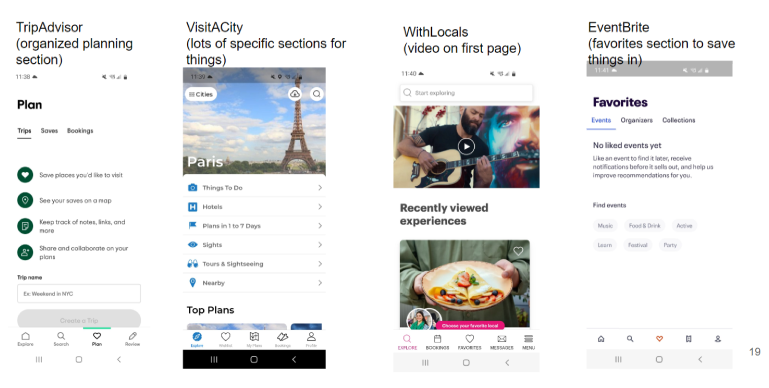 TripAdvisor
(organized planning
section)
11:38
Plan
Trips Saves Bookings
Save places you'd like to visit
See your saves on a map
Keep track of notes, links, and
more
Share and collaborate on your
plans
Trip name
Ex: Weekend in NYC
Create a Trip
Explore Search Plan Review
VisitACity
(lots of specific sections for
things)
11:39
Cities
Paris
Things To Do
Hotels
Plans in 1 to 7 Days
Sights
Tours & Sightseeing
Nearby
Top Plans
Explore Wishlist My Plans Bookings Profile
WithLocals
(video on first page)
11:40
Start exploring
Recently viewed
experiences
Choose your favorite local
EXPLORE BOOKINGS FAVORITES MESSAGES MENU
EventBrite
(favorites section to save
things in)
11:41
Favorites
Events Organizers Collections
No liked events yet
Like an event to find it later, receive
notifications before it sells out, and help us
improve recommendations for you.
Find events
Music Food & Drink Active
Learn Festival Party
19